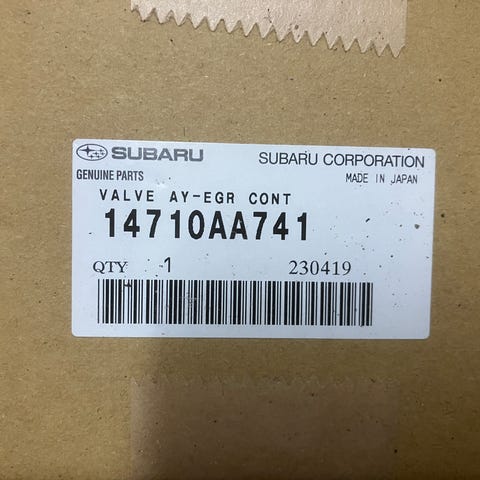 SUBARU SUBARU CORPORATION
GENUINE PARTS MADE IN JAPAN
VALVE AY-EGR CONT
14710AA741
QTY 1 230419